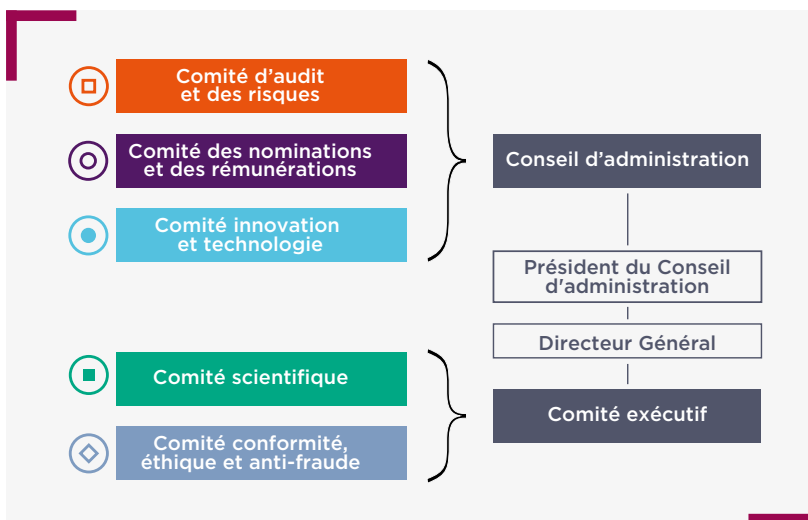 Comité d’audit
et des risques
Comité des nominations
et des rémunérations
Comité innovation
et technologie
Conseil d’administration
Président du Conseil
d'administration
Directeur Général
Comité scientifique
Comité conformité,
éthique et anti-fraude
Comité exécutif